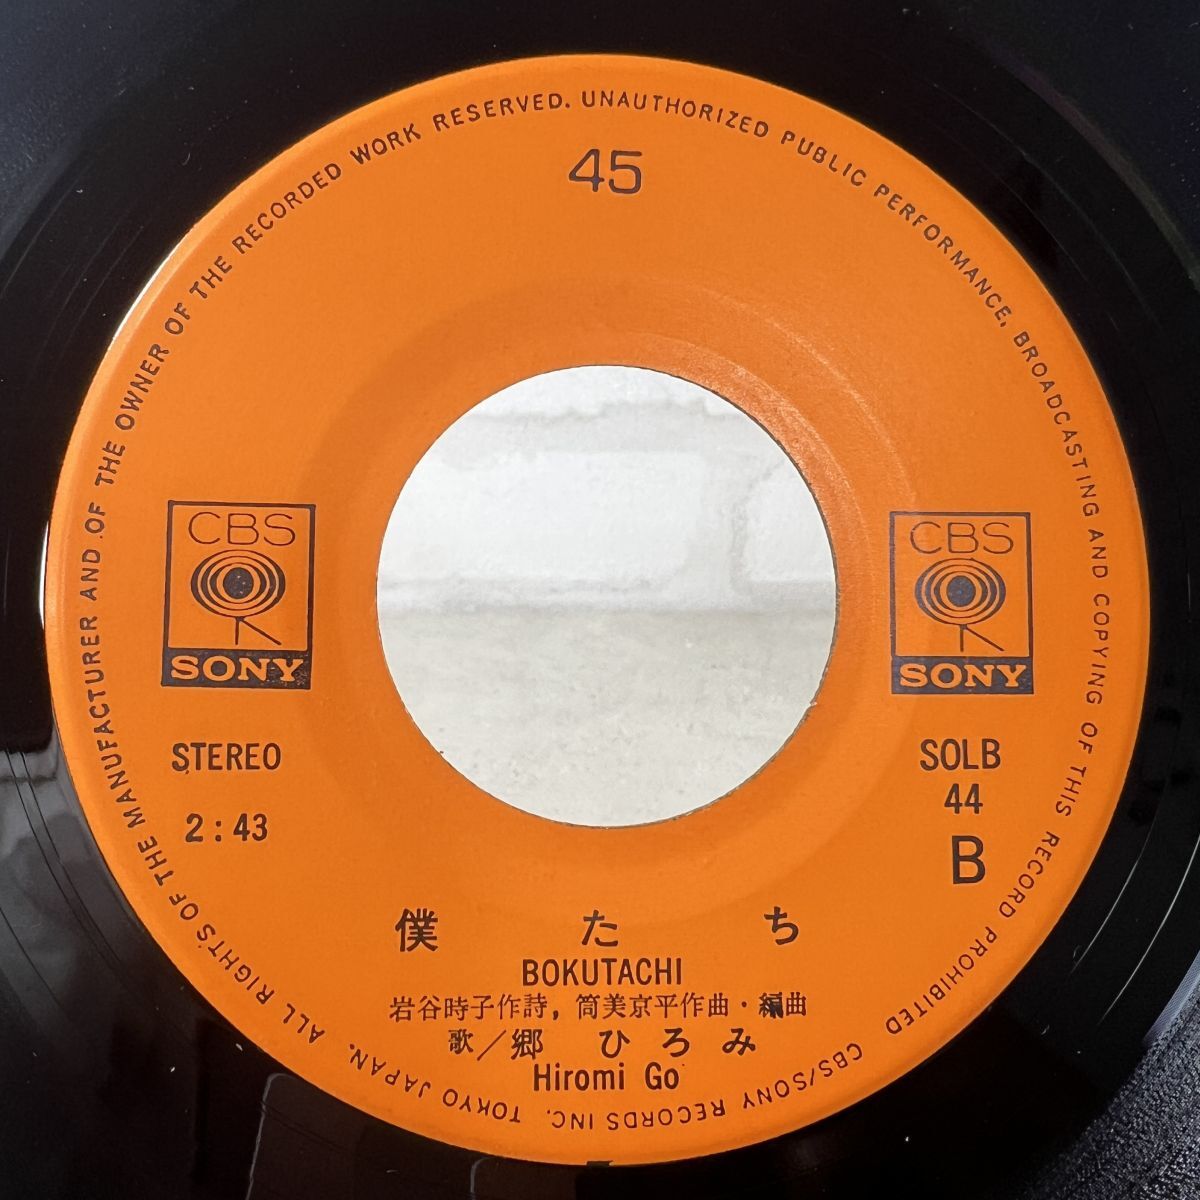 ALL RIGHTS OF THE MANUFACTURER AND OF THE OWNER OF THE RECORDED WORK RESERVED. UNAUTHORIZED PUBLIC PERFORMANCE, BROADCASTING AND COPYING OF THIS RECORD PROHIBITED
CBS/SONY RECORDS INC. TOKYO JAPAN.
45
CBS
SONY
CBS
SONY
STEREO
2:43
SOLB
44
B
僕たち
BOKUTACHI
岩谷時子作詩，筒美京平作曲・編曲
歌／郷 ひろみ
Hiromi Go